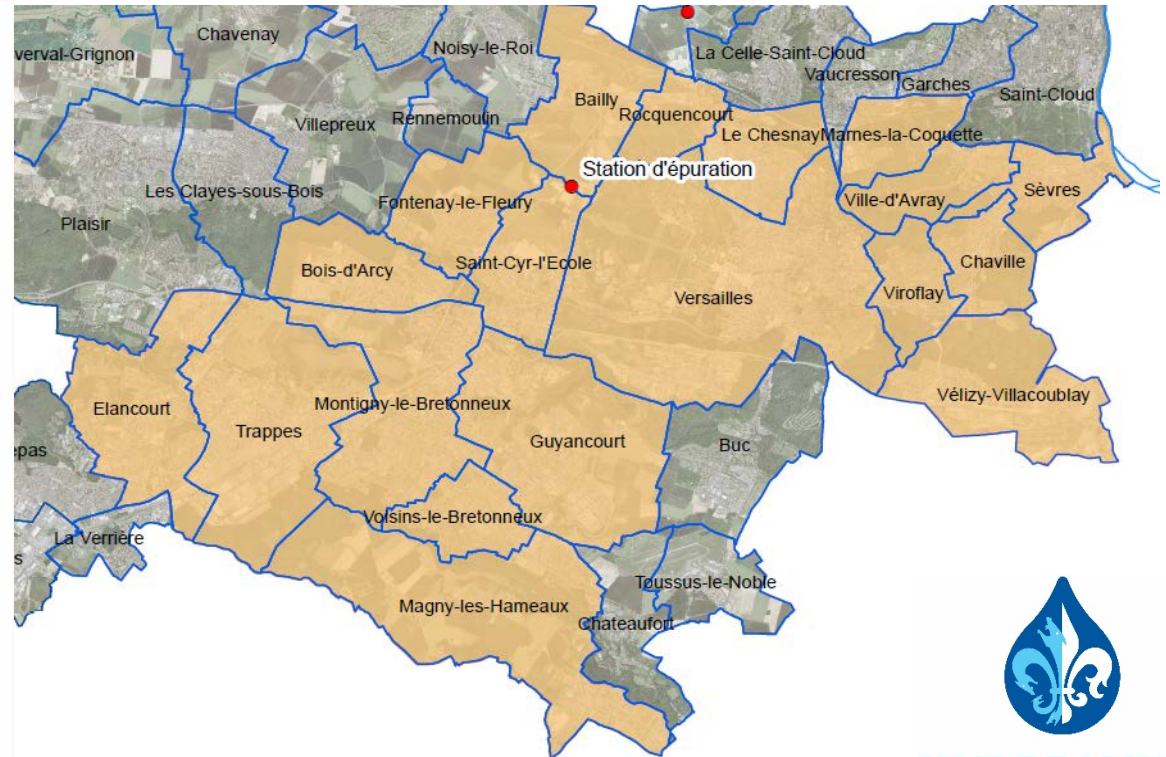 Chavenay
Noisy-le-Roi
verval-Grignon
La Celle-Saint-Cloud
Vaucresson
Garches
Saint-Cloud
Bailly
Rocquencourt
Villepreux
Rennemoulin
Le Chesnay
Marnes-la-Coquette
Station d'épuration
Les Clayes-sous-Bois
Fontenay-le-Fleury
Ville-d'Avray
Sèvres
Plaisir
Bois-d'Arcy
Saint-Cyr-l'Ecole
Chaville
Versailles
Viroflay
Vélizy-Villacoublay
Elancourt
Montigny-le-Bretonneux
Trappes
Guyancourt
Buc
epas
Voisins-le-Bretonneux
La Verrière
s
Toussus-le-Noble
Magny-les-Hameaux
Chateaufort